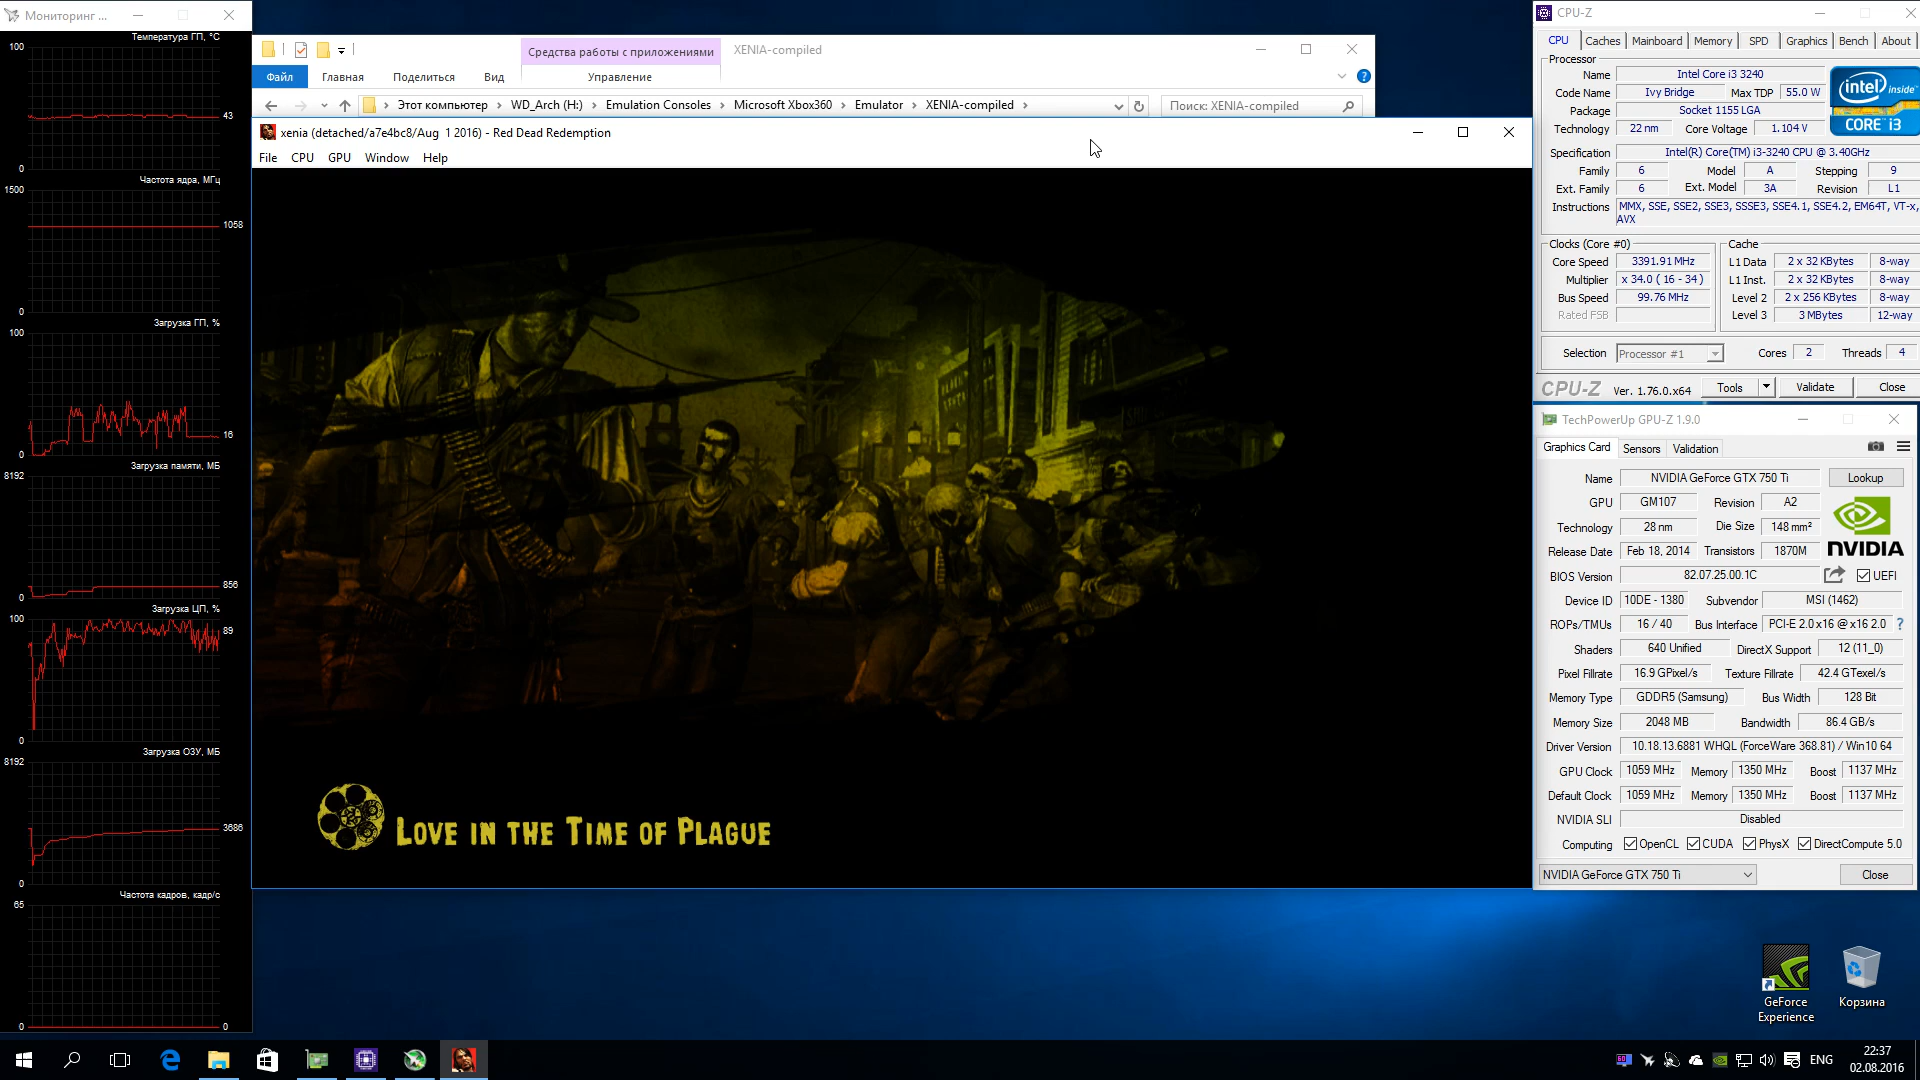 Мониторинг ...
Температура ГП, °C
100
43
0
Частота ядра, МГц
1500
1058
0
Загрузка ГП, %
100
16
0
Загрузка памяти, МБ
8192
856
0
Загрузка ЦП, %
100
89
0
Загрузка ОЗУ, МБ
8192
3686
0
Частота кадров, кадр/с
65
0
0
Средства работы с приложениями
XENIA-compiled
Файл
Главная
Поделиться
Вид
Управление
Этот компьютер
WD_Arch (H:)
Emulation Consoles
Microsoft Xbox360
Emulator
XENIA-compiled
Поиск: XENIA-compiled
xenia (detached/a7e4bc8/Aug 1 2016) - Red Dead Redemption
File
CPU
GPU
Window
Help
Love in the Time of Plague
CPU-Z
CPU
Caches
Mainboard
Memory
SPD
Graphics
Bench
About
Processor
Name Intel Core i3 3240
Code Name Ivy Bridge Max TDP 55.0 W
Package Socket 1155 LGA
Technology 22 nm Core Voltage 1.104 V
intel inside™
CORE i3
Specification Intel(R) Core(TM) i3-3240 CPU @ 3.40GHz
Family 6 Model A Stepping 9
Ext. Family 6 Ext. Model 3A Revision L1
Instructions MMX, SSE, SSE2, SSE3, SSSE3, SSE4.1, SSE4.2, EM64T, VT-x,
AVX
Clocks (Core #0)
Core Speed 3391.91 MHz
Multiplier x 34.0 ( 16 - 34 )
Bus Speed 99.76 MHz
Rated FSB
Cache
L1 Data 2 x 32 KBytes 8-way
L1 Inst. 2 x 32 KBytes 8-way
Level 2 2 x 256 KBytes 8-way
Level 3 3 MBytes 12-way
Selection Processor #1 Cores 2 Threads 4
CPU-Z Ver. 1.76.0.x64 Tools Validate Close
TechPowerUp GPU-Z 1.9.0
Graphics Card
Sensors
Validation
Name NVIDIA GeForce GTX 750 Ti Lookup
GPU GM107 Revision A2
Technology 28 nm Die Size 148 mm²
Release Date Feb 18, 2014 Transistors 1870M
NVIDIA
BIOS Version 82.07.25.00.1C UEFI
Device ID 10DE - 1380 Subvendor MSI (1462)
ROPs/TMUs 16 / 40 Bus Interface PCI-E 2.0 x16 @ x16 2.0 ?
Shaders 640 Unified DirectX Support 12 (11_0)
Pixel Fillrate 16.9 GPixel/s Texture Fillrate 42.4 GTexel/s
Memory Type GDDR5 (Samsung) Bus Width 128 Bit
Memory Size 2048 MB Bandwidth 86.4 GB/s
Driver Version 10.18.13.6881 WHQL (ForceWare 368.81) / Win10 64
GPU Clock 1059 MHz Memory 1350 MHz Boost 1137 MHz
Default Clock 1059 MHz Memory 1350 MHz Boost 1137 MHz
NVIDIA SLI Disabled
Computing OpenCL CUDA PhysX DirectCompute 5.0
NVIDIA GeForce GTX 750 Ti Close
GeForce
Experience
Корзина
60
ENG
22:37
02.08.2016